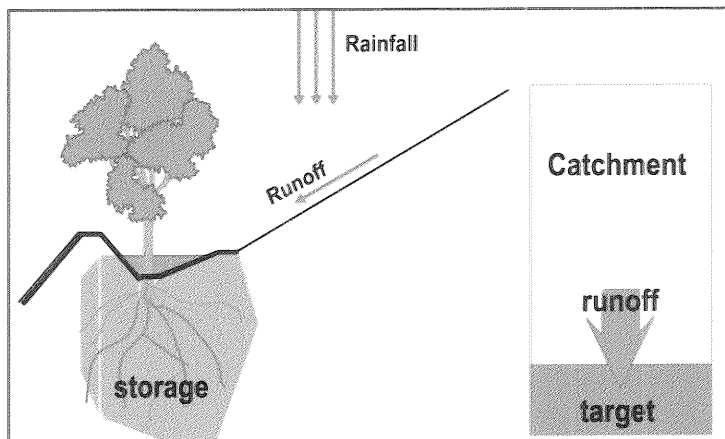 Rainfall
Runoff
storage
Catchment
runoff
target